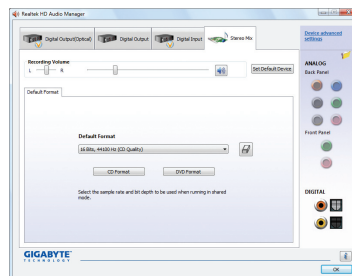 Realtek HD Audio Manager
Digital Output(Optical)
Digital Output
Digital Input
Stereo Mix
Device advanced
settings
Recording Volume
L
R
Set Default Device
ANALOG
Back Panel
Default Format
Default Format
16 Bits, 44100 Hz (CD Quality)
CD Format
DVD Format
Select the sample rate and bit depth to be used when running in shared
mode.
Front Panel
DIGITAL
GIGABYTE
TECHNOLOGY
OK